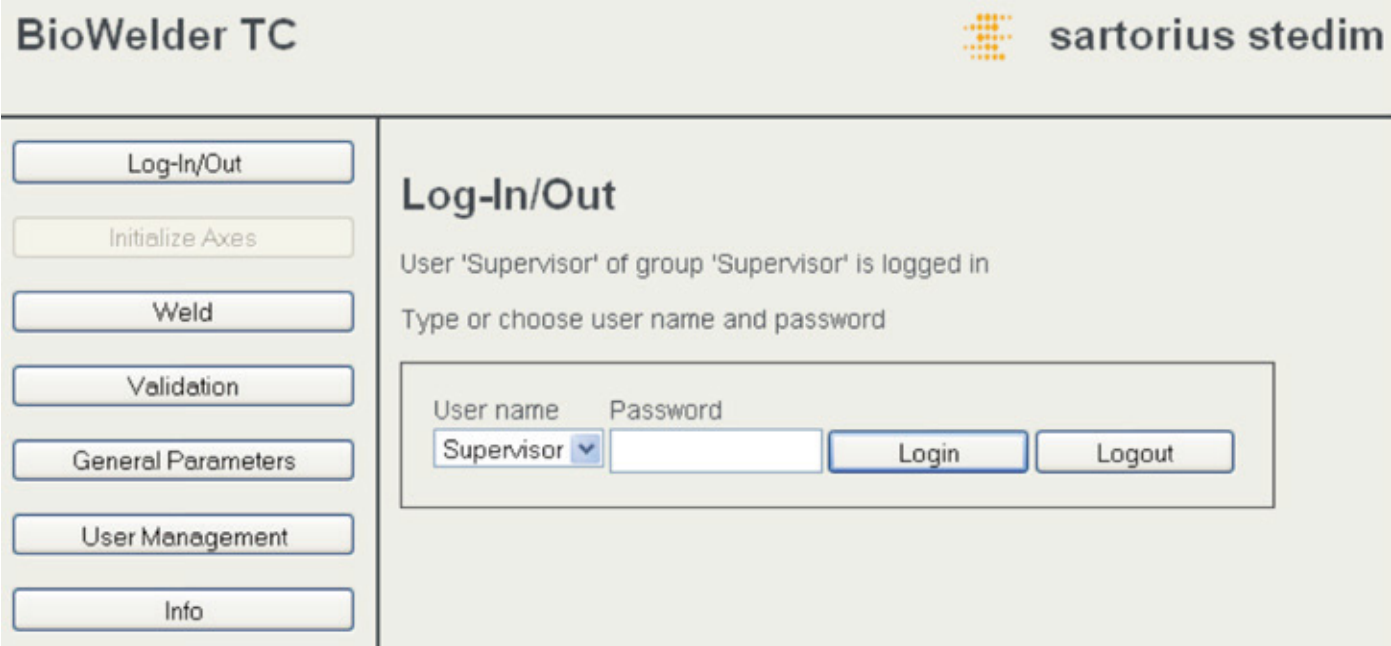 BioWelder TC
sartorius stedim
Log-In/Out
Initialize Axes
Weld
Validation
General Parameters
User Management
Info
Log-In/Out
User 'Supervisor' of group 'Supervisor' is logged in
Type or choose user name and password
User name Password
Supervisor Login Logout